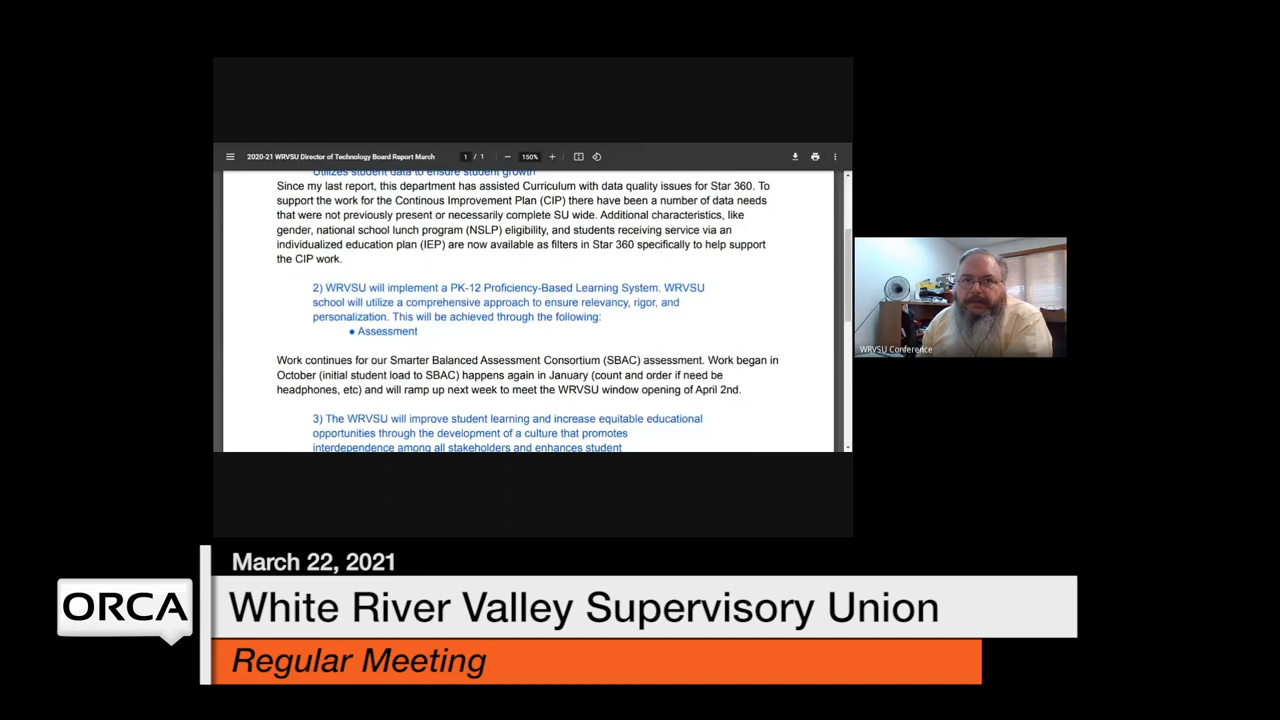 2020-21 WRVSU Director of Technology Board Report March
1 / 1
150%
Utilizes student data to ensure student growth
Since my last report, this department has assisted Curriculum with data quality issues for Star 360. To
support the work for the Continous Improvement Plan (CIP) there have been a number of data needs
that were not previously present or necessarily complete SU wide. Additional characteristics, like
gender, national school lunch program (NSLP) eligibility, and students receiving service via an
individualized education plan (IEP) are now available as filters in Star 360 specifically to help support
the CIP work.
2) WRVSU will implement a PK-12 Proficiency-Based Learning System. WRVSU
school will utilize a comprehensive approach to ensure relevancy, rigor, and
personalization. This will be achieved through the following:
● Assessment
Work continues for our Smarter Balanced Assessment Consortium (SBAC) assessment. Work began in
October (initial student load to SBAC) happens again in January (count and order if need be
headphones, etc) and will ramp up next week to meet the WRVSU window opening of April 2nd.
3) The WRVSU will improve student learning and increase equitable educational
opportunities through the development of a culture that promotes
interdependence among all stakeholders and enhances student
WRVSU Conference
March 22, 2021
ORCA
White River Valley Supervisory Union
Regular Meeting